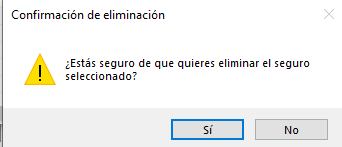 Confirmación de eliminación
¿Estás seguro de que quieres eliminar el seguro
seleccionado?
Sí
No